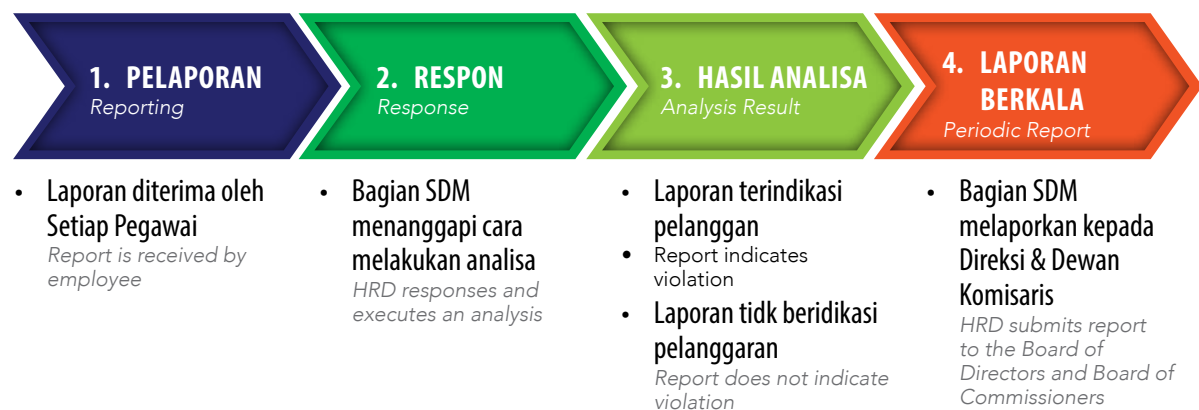 1. PELAPORAN
Reporting
• Laporan diterima oleh
Setiap Pegawai
Report is received by
employee
2. RESPON
Response
• Bagian SDM
menanggapi cara
melakukan analisa
HRD responses and
executes an analysis
3. HASIL ANALISA
Analysis Result
• Laporan terindikasi
pelanggan
• Report indicates
violation
• Laporan tidk beridikasi
pelanggaran
Report does not indicate
violation
4. LAPORAN
BERKALA
Periodic Report
• Bagian SDM
melaporkan kepada
Direksi & Dewan
Komisaris
HRD submits report
to the Board of
Directors and Board of
Commissioners